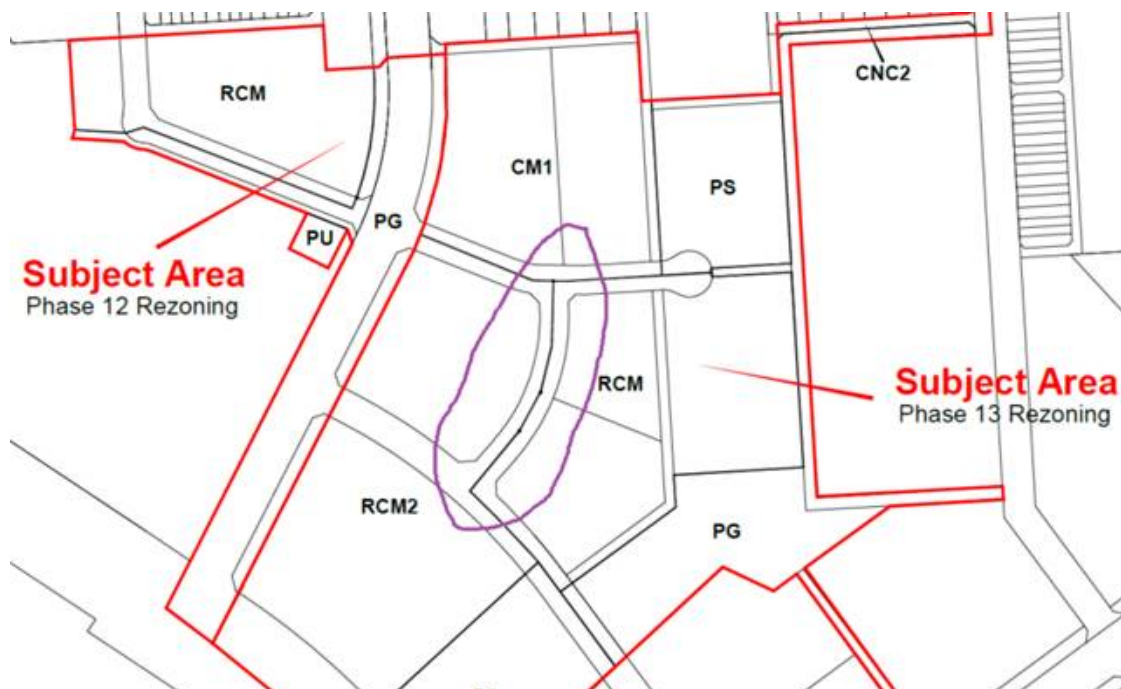 CNC2
RCM
CM1
PS
PG
PU
Subject Area
Phase 12 Rezoning
RCM
Subject Area
Phase 13 Rezoning
RCM2
PG